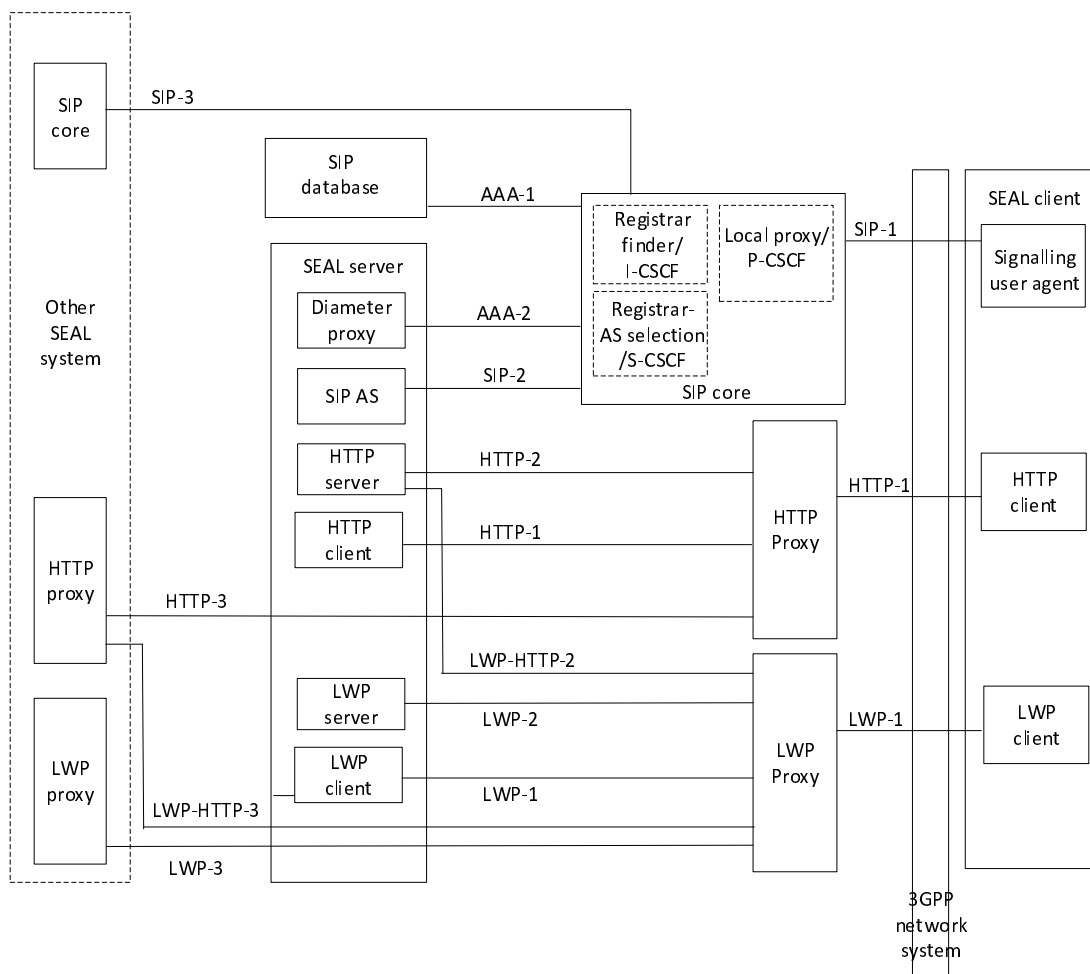 SIP
core
SIP-3
SIP
database
AAA-1
Registrar
finder/
I-CSCF
Local proxy/
P-CSCF
SIP-1
SEAL client
Signalling
user agent
SEAL server
Other
SEAL
system
Diameter
proxy
AAA-2
Registrar-
AS selection
/S-CSCF
SIP AS
SIP-2
SIP core
HTTP
server
HTTP-2
HTTP
client
HTTP-1
HTTP
Proxy
HTTP-1
HTTP
client
HTTP
proxy
HTTP-3
LWP-HTTP-2
LWP
server
LWP-2
LWP
Proxy
LWP-1
LWP
client
LWP
proxy
LWP
client
LWP-1
LWP-HTTP-3
LWP-3
3GPP
network
system